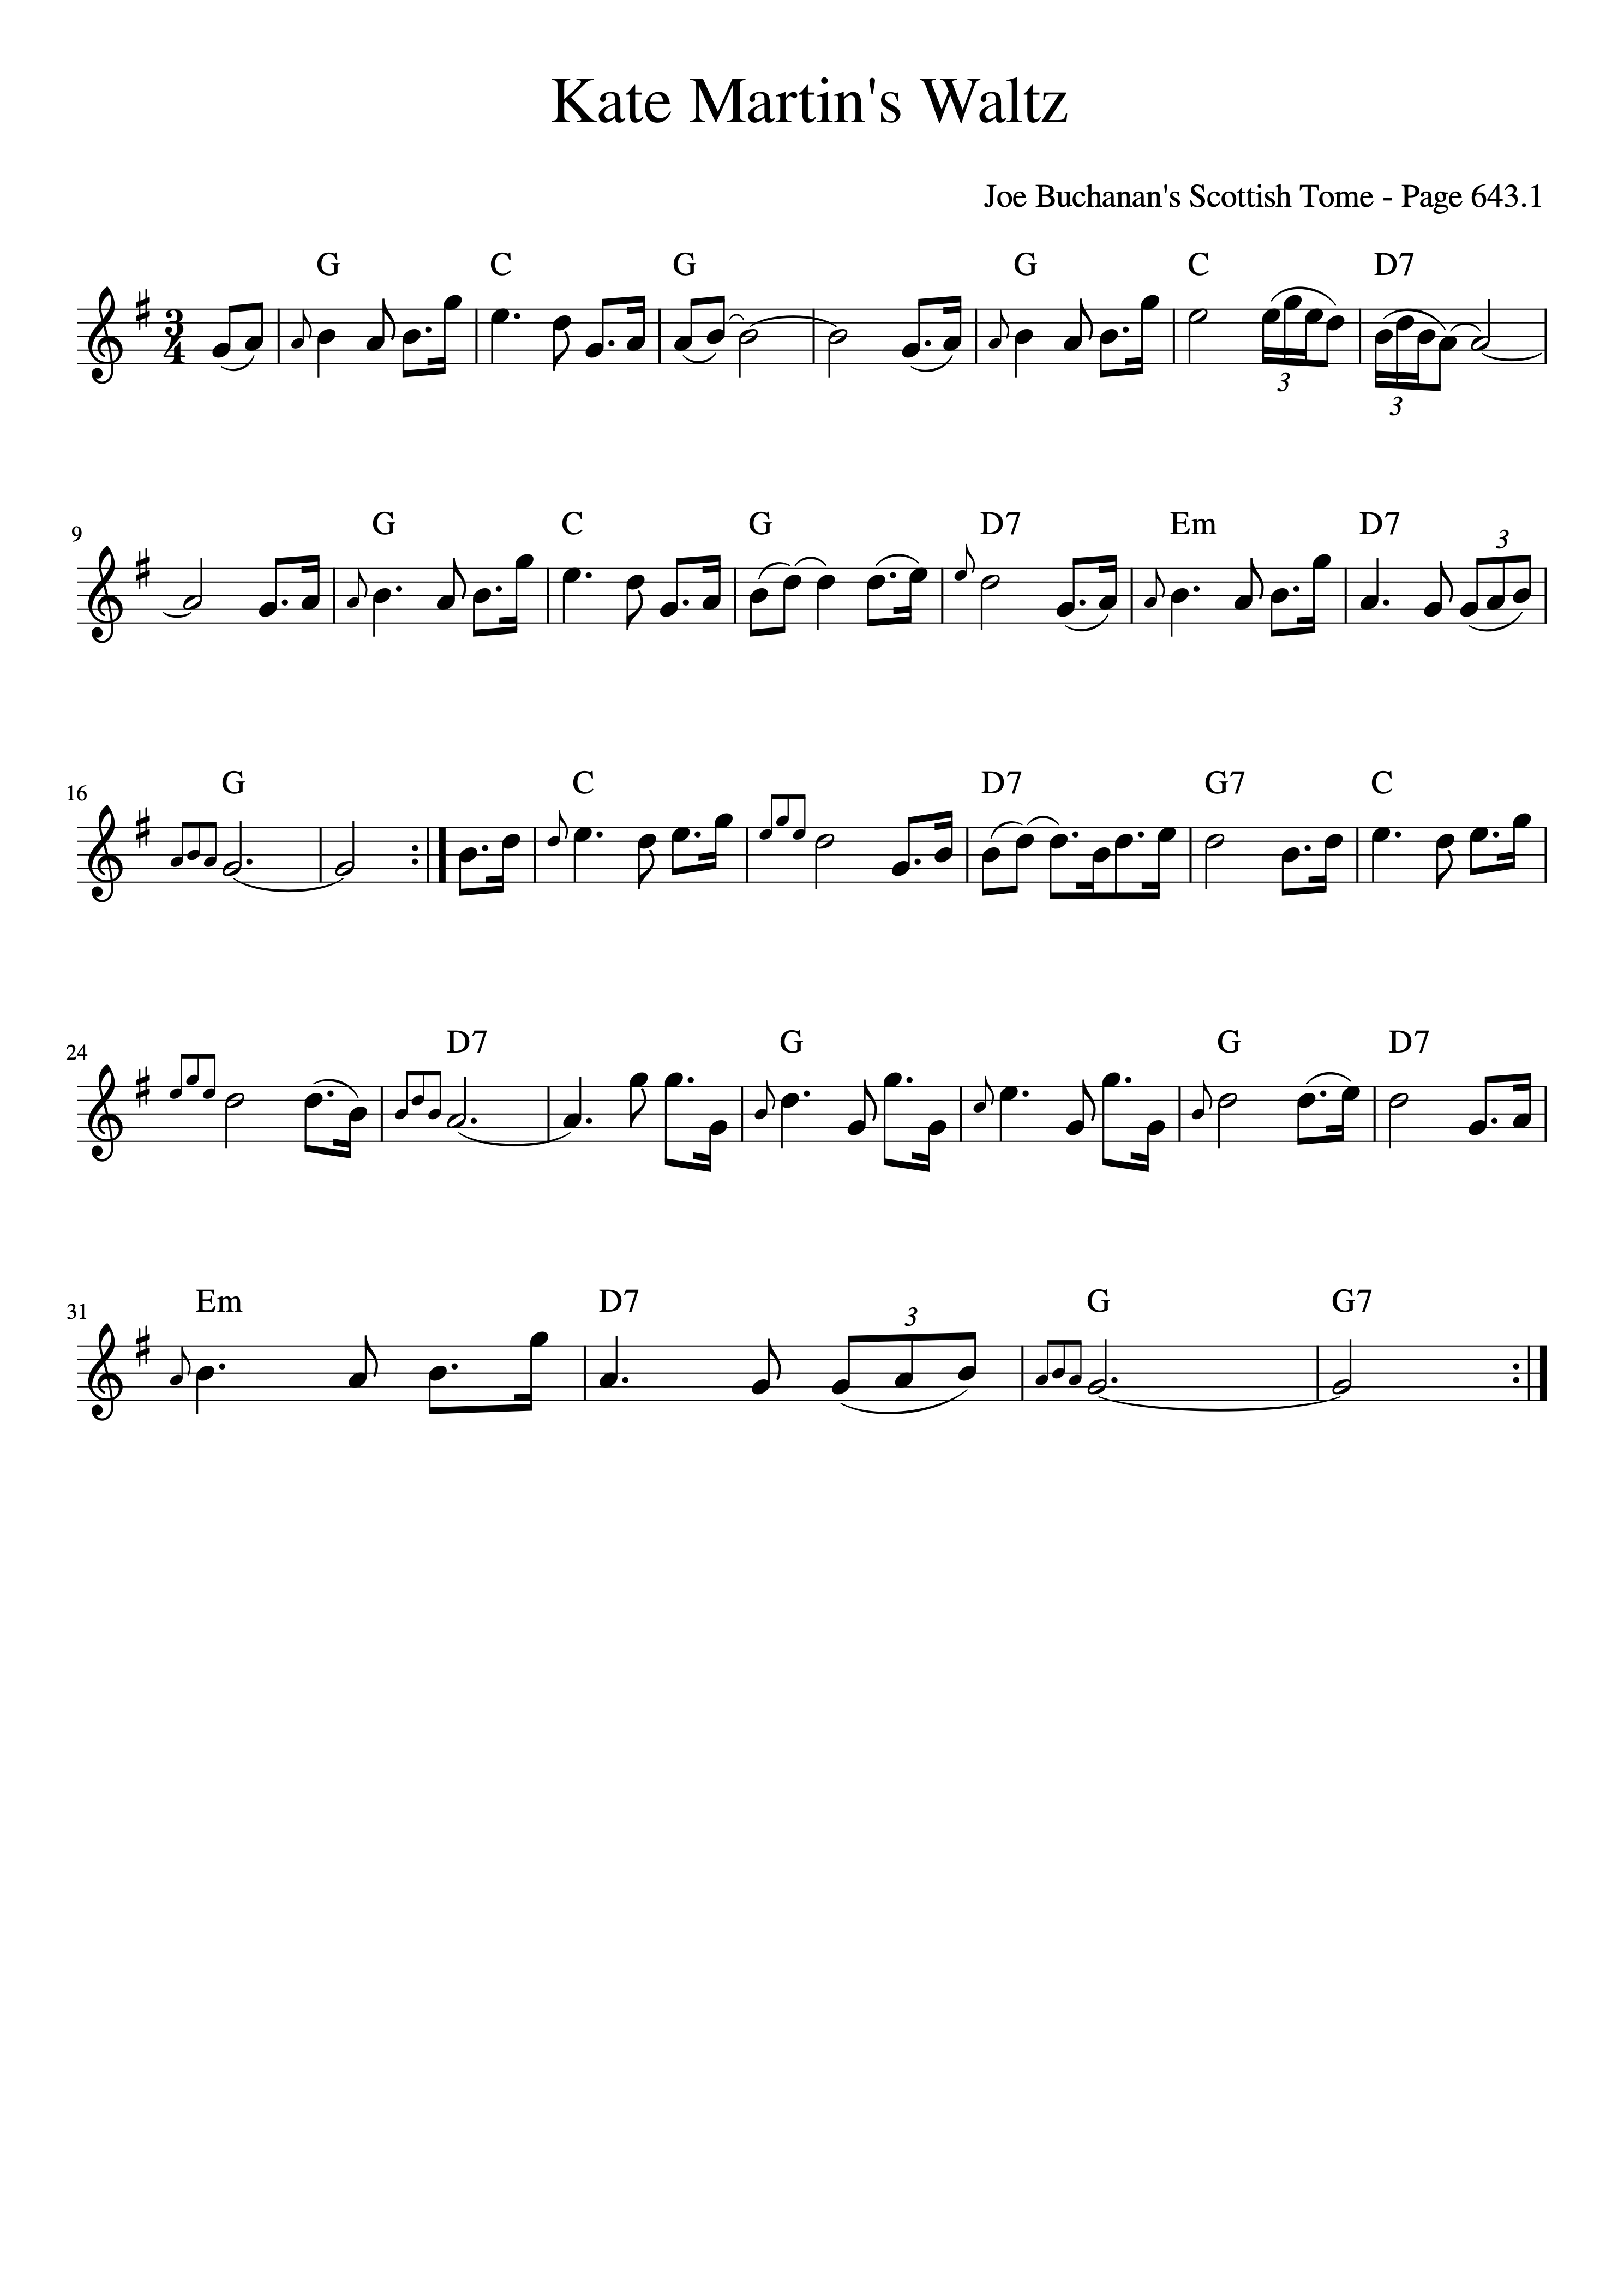 Kate Martin's Waltz
Joe Buchanan's Scottish Tome - Page 643.1
G C G G C D7
3 4
3 3
9
G C G D7 Em D7
3
16
G C D7 G7 C
24
D7 G G D7
31
Em D7 G G7
3